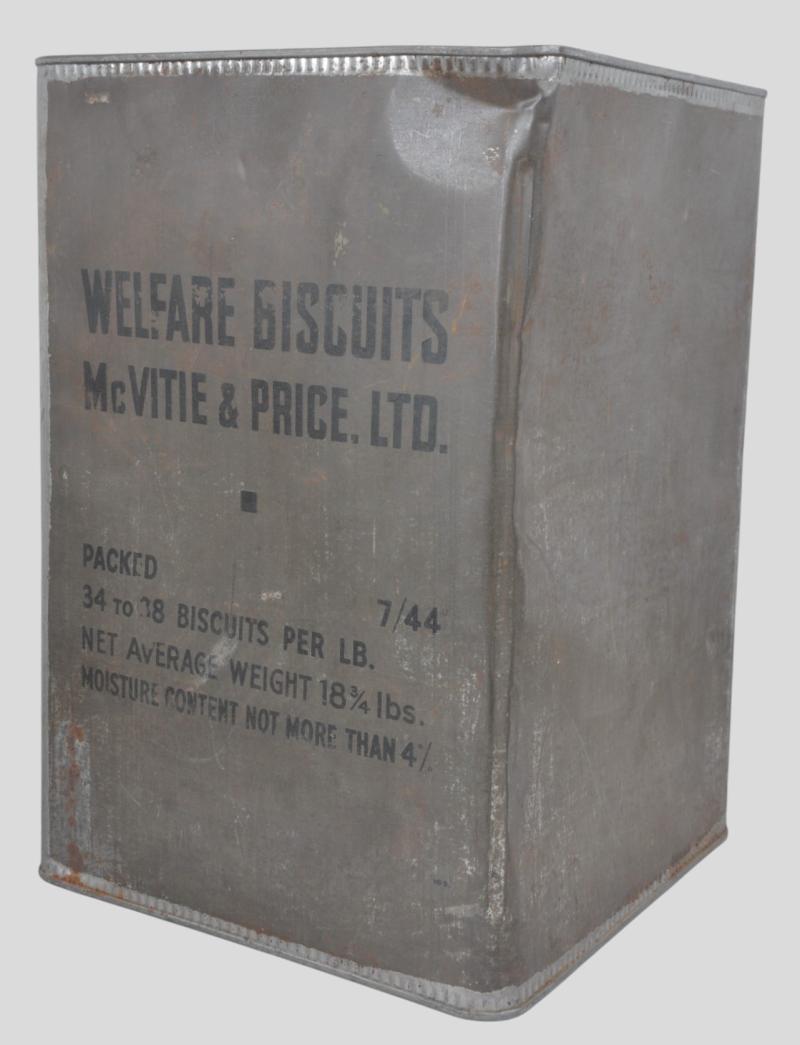 WELFARE BISCUITS
McVITIE & PRICE. LTD.
PACKED 7/44
34 TO 38 BISCUITS PER LB.
NET AVERAGE WEIGHT 18¾ lbs.
MOISTURE CONTENT NOT MORE THAN 4%